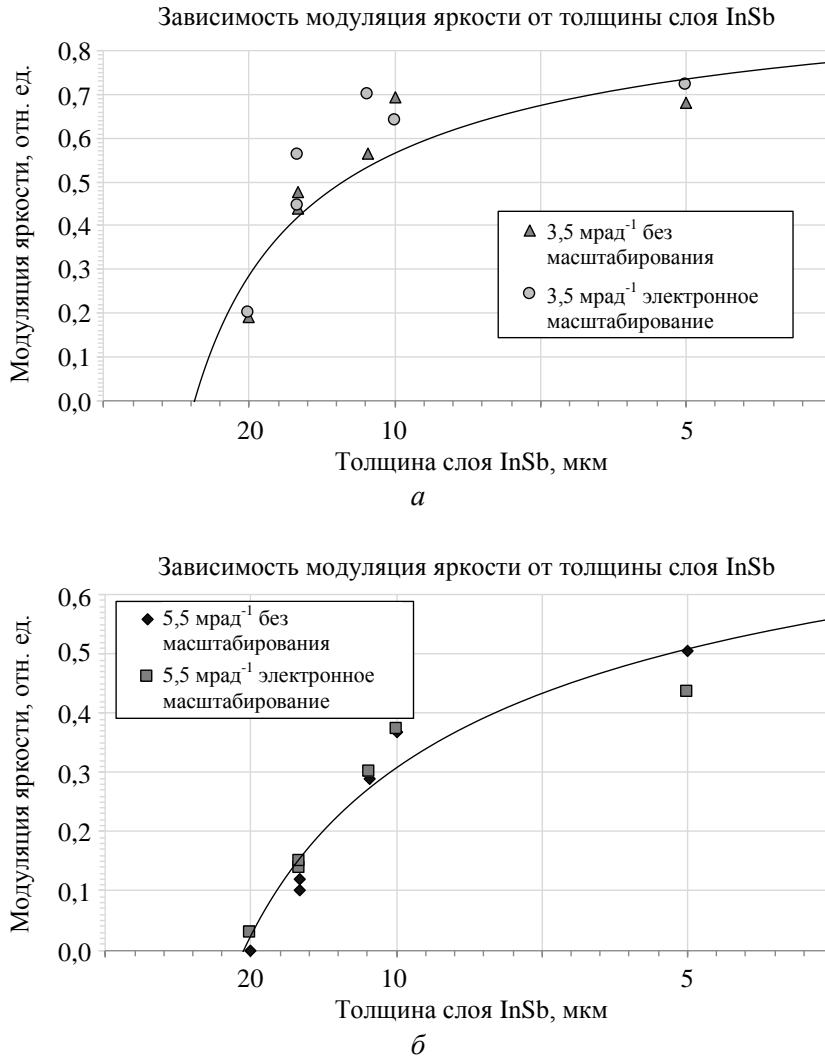 Зависимость модуляция яркости от толщины слоя InSb
Модуляция яркости, отн. ед.
0,8
0,7
0,6
0,5
0,4
0,3
0,2
0,1
0,0
3,5 мрад⁻¹ без
масштабирования
3,5 мрад⁻¹ электронное
масштабирование
20 10 5
Толщина слоя InSb, мкм
а
Зависимость модуляция яркости от толщины слоя InSb
Модуляция яркости, отн. ед.
0,6
0,5
0,4
0,3
0,2
0,1
0,0
5,5 мрад⁻¹ без
масштабирования
5,5 мрад⁻¹ электронное
масштабирование
20 10 5
Толщина слоя InSb, мкм
б